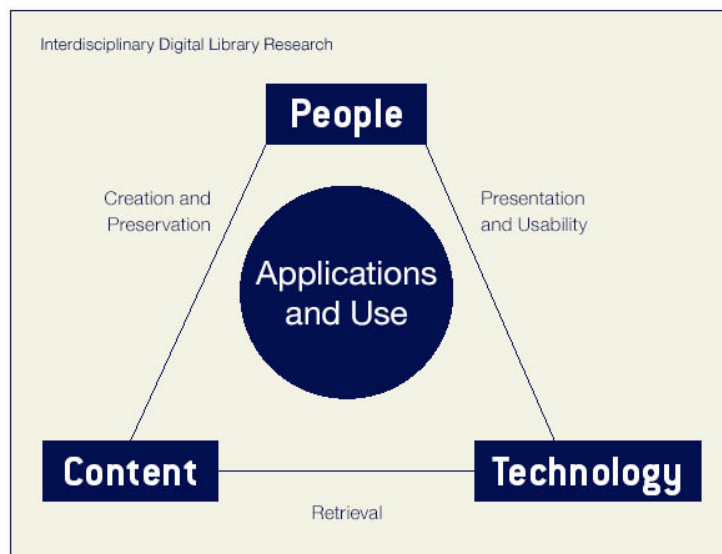 Interdisciplinary Digital Library Research
People
Creation and
Preservation
Presentation
and Usability
Applications
and Use
Content
Technology
Retrieval